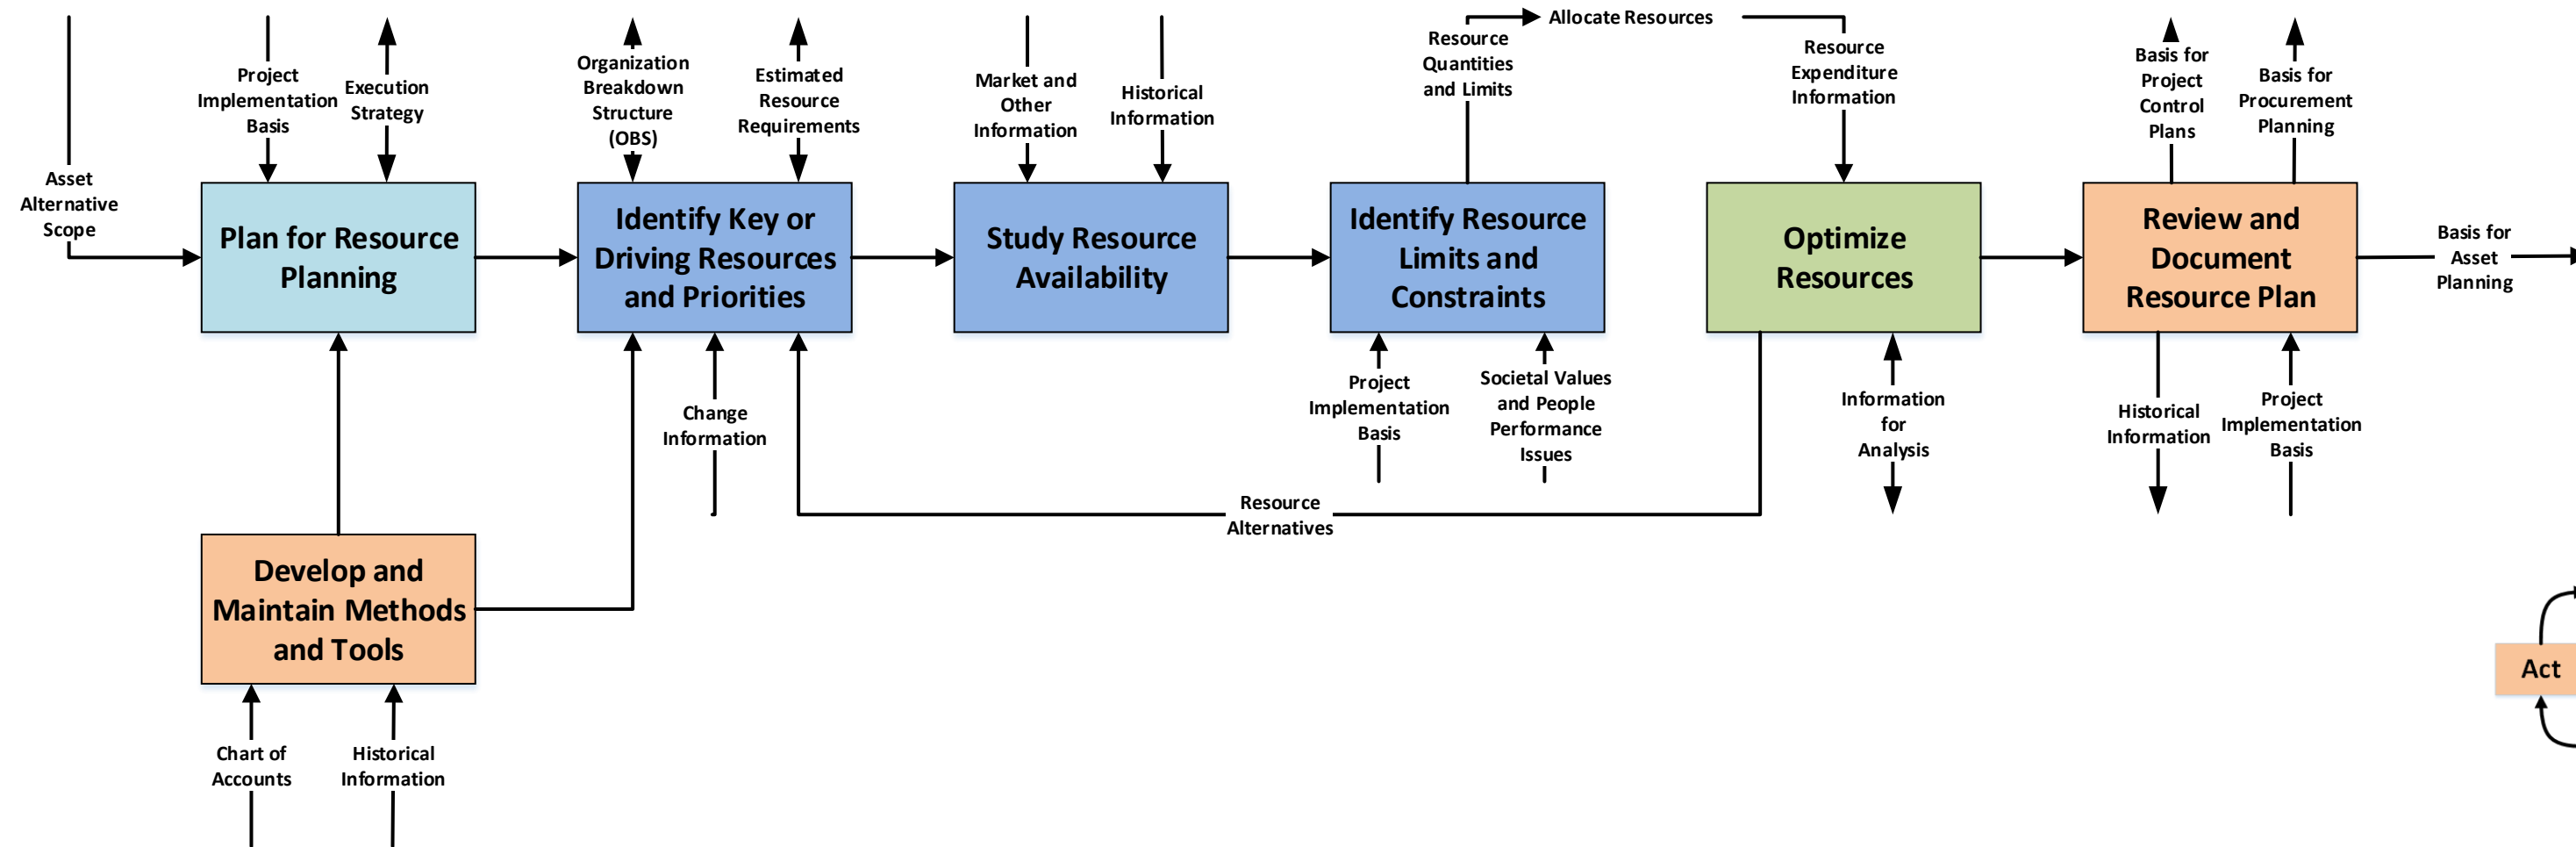 Allocate Resources
Asset
Alternative
Scope
Project
Implementation
Basis
Execution
Strategy
Organization
Breakdown
Structure
(OBS)
Estimated
Resource
Requirements
Market and
Other
Information
Historical
Information
Resource
Quantities
and Limits
Resource
Expenditure
Information
Basis for
Project
Control
Plans
Basis for
Procurement
Planning
Plan for Resource
Planning
Identify Key or
Driving Resources
and Priorities
Study Resource
Availability
Identify Resource
Limits and
Constraints
Optimize
Resources
Review and
Document
Resource Plan
Basis for
Asset
Planning
Change
Information
Project
Implementation
Basis
Societal Values
and People
Performance
Issues
Information
for
Analysis
Historical
Information
Project
Implementation
Basis
Resource
Alternatives
Develop and
Maintain Methods
and Tools
Act
Chart of
Accounts
Historical
Information